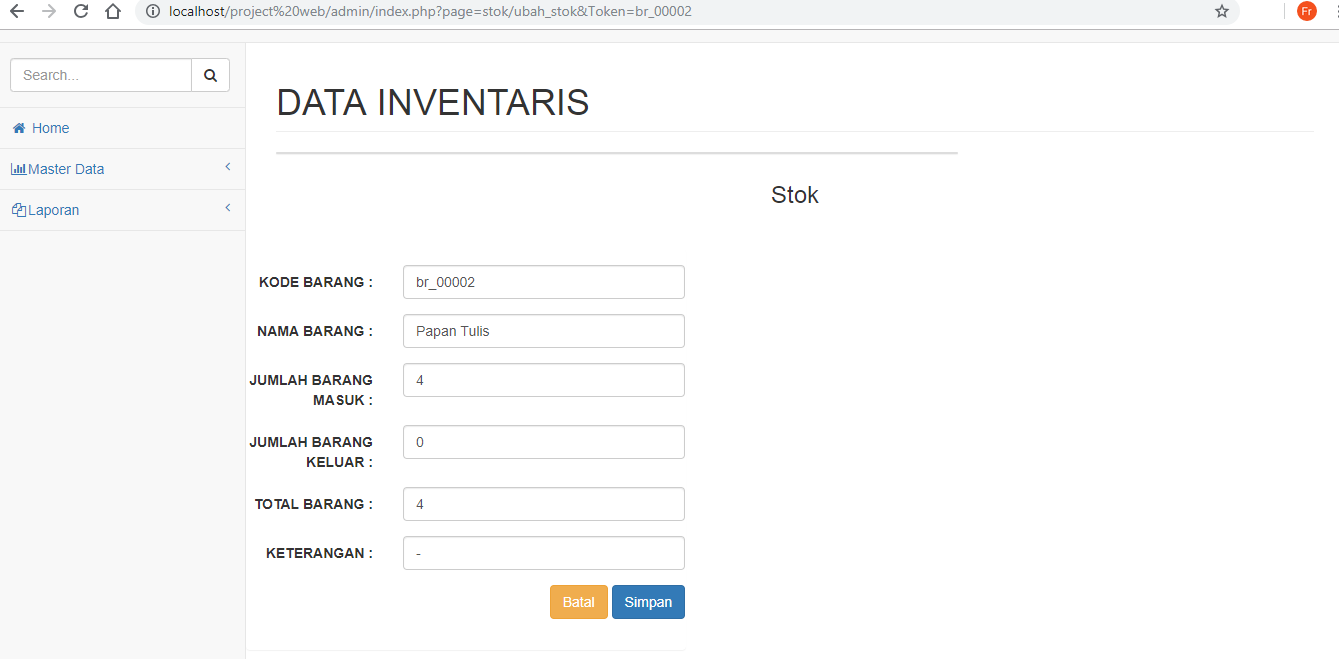 localhost/project%20web/admin/index.php?page=stok/ubah_stok&Token=br_00002
Fr
Search...
Home
Master Data
Laporan
DATA INVENTARIS
Stok
KODE BARANG :
br_00002
NAMA BARANG :
Papan Tulis
JUMLAH BARANG
MASUK :
4
JUMLAH BARANG
KELUAR :
0
TOTAL BARANG :
4
KETERANGAN :
-
Batal
Simpan